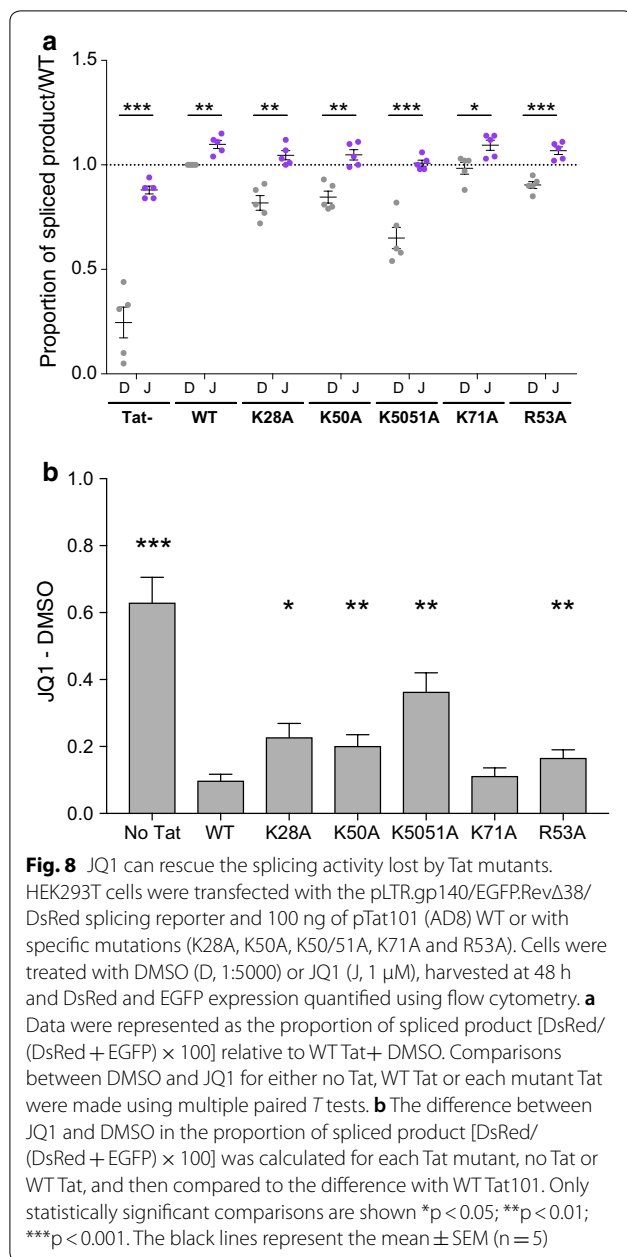 a
Proportion of spliced product/WT
1.5
1.0
0.5
0.0
*** ** ** ** *** * ***
D J D J D J D J D J D J D J
Tat- WT K28A K50A K5051A K71A R53A
b
JQ1 - DMSO
1.0
0.8
0.6
0.4
0.2
0.0
*** * ** ** **
No Tat WT K28A K50A K5051A K71A R53A
Fig. 8 JQ1 can rescue the splicing activity lost by Tat mutants.
HEK293T cells were transfected with the pLTR.gp140/EGFP.RevΔ38/
DsRed splicing reporter and 100 ng of pTat101 (AD8) WT or with
specific mutations (K28A, K50A, K50/51A, K71A and R53A). Cells were
treated with DMSO (D, 1:5000) or JQ1 (J, 1 μM), harvested at 48 h
and DsRed and EGFP expression quantified using flow cytometry. a
Data were represented as the proportion of spliced product [DsRed/
(DsRed + EGFP) × 100] relative to WT Tat+ DMSO. Comparisons
between DMSO and JQ1 for either no Tat, WT Tat or each mutant Tat
were made using multiple paired T tests. b The difference between
JQ1 and DMSO in the proportion of spliced product [DsRed/
(DsRed + EGFP) × 100] was calculated for each Tat mutant, no Tat or
WT Tat, and then compared to the difference with WT Tat101. Only
statistically significant comparisons are shown *p < 0.05; **p < 0.01;
***p < 0.001. The black lines represent the mean ± SEM (n = 5)